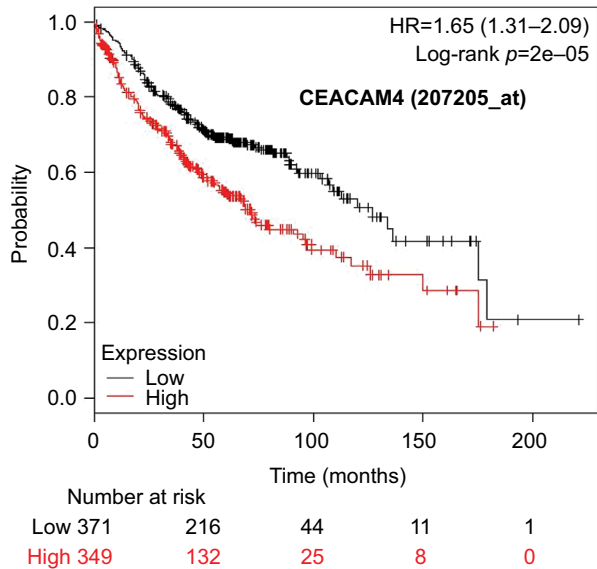 HR=1.65 (1.31–2.09)
Log-rank p=2e–05
CEACAM4 (207205_at)
Probability
1.0
0.8
0.6
0.4
0.2
0.0
Expression
Low
High
0 50 100 150 200
Time (months)
Number at risk
Low 371 216 44 11 1
High 349 132 25 8 0